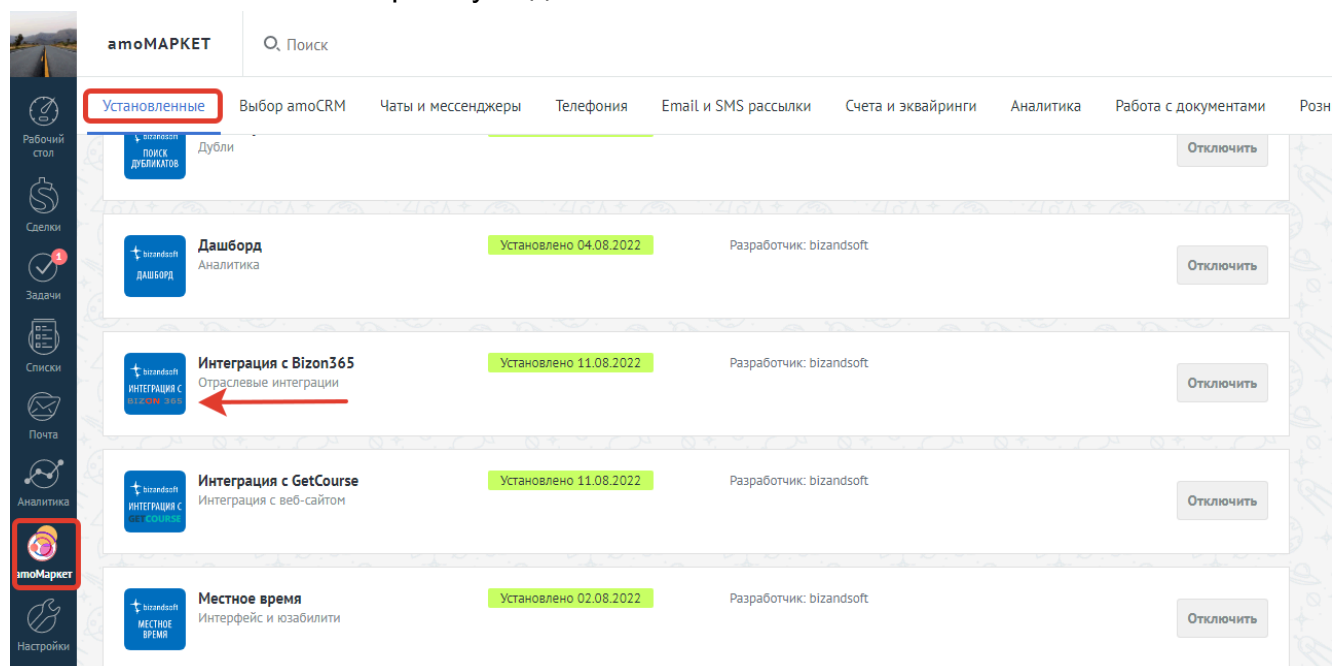 amoМАРКЕТ
Поиск
Установленные
Выбор amoCRM
Чаты и мессенджеры
Телефония
Email и SMS рассылки
Счета и эквайринги
Аналитика
Работа с документами
Розн
Рабочий
стол
Сделки
1
Задачи
Списки
Почта
Аналитика
amoМаркет
Настройки
bizandsoft
ПОИСК
ДУБЛИКАТОВ
Дубли
Отключить
bizandsoft
ДАШБОРД
Дашборд
Аналитика
Установлено 04.08.2022
Разработчик: bizandsoft
Отключить
bizandsoft
ИНТЕГРАЦИЯ С
BIZON 365
Интеграция с Bizon365
Отраслевые интеграции
Установлено 11.08.2022
Разработчик: bizandsoft
Отключить
bizandsoft
ИНТЕГРАЦИЯ С
GETCOURSE
Интеграция с GetCourse
Интеграция с веб-сайтом
Установлено 11.08.2022
Разработчик: bizandsoft
Отключить
bizandsoft
МЕСТНОЕ
ВРЕМЯ
Местное время
Интерфейс и юзабилити
Установлено 02.08.2022
Разработчик: bizandsoft
Отключить